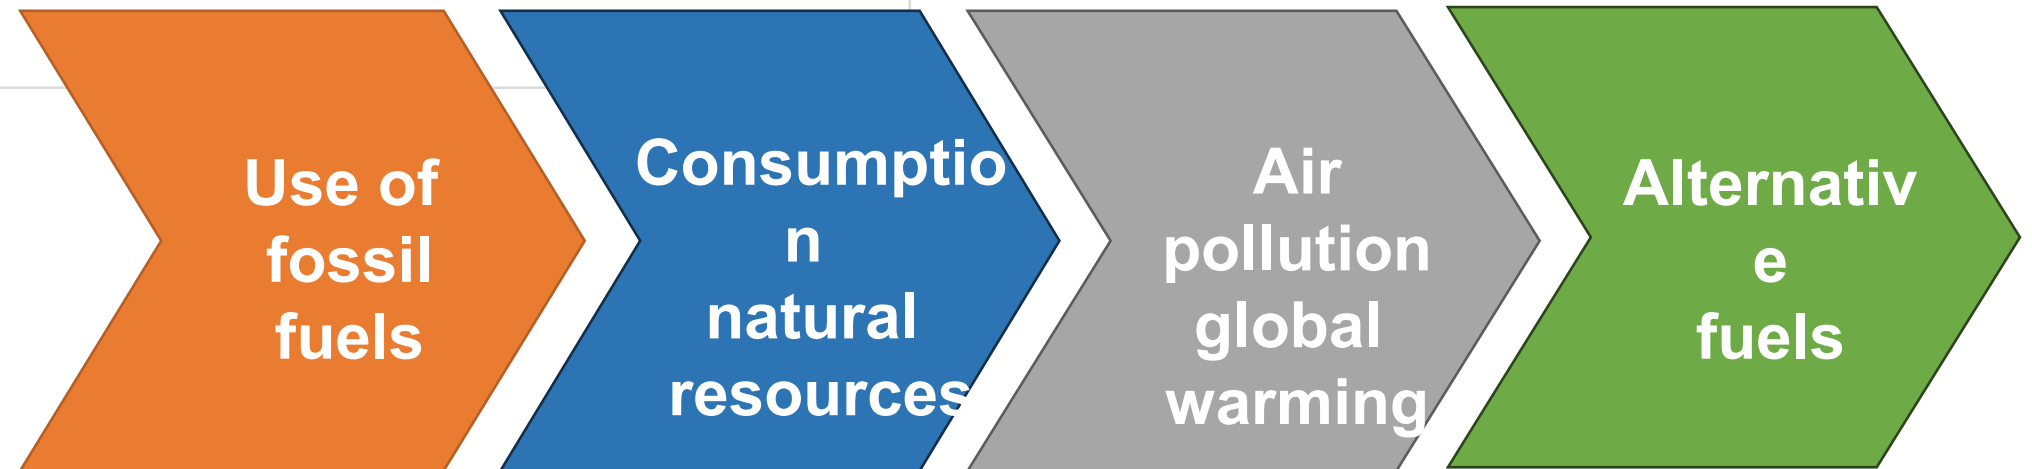 Use of
fossil
fuels
Consumptio
n
natural
resources
Air
pollution
global
warming
Alternativ
e
fuels